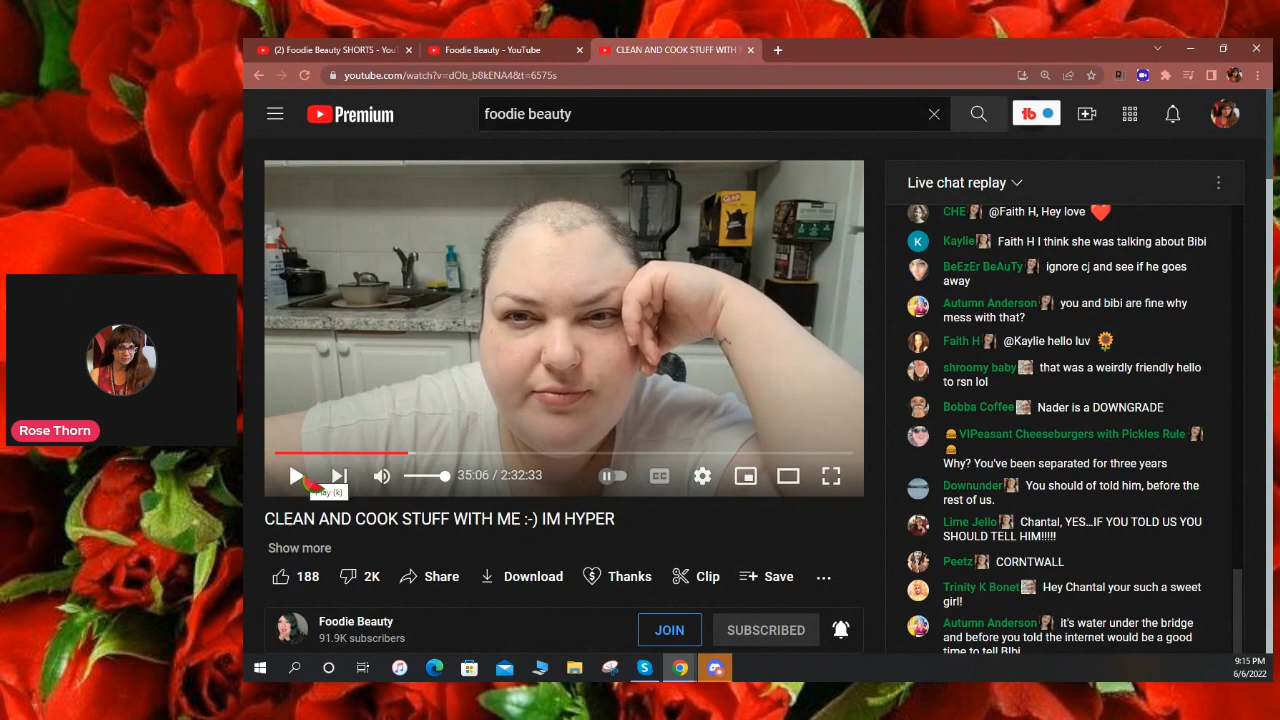 (2) Foodie Beauty SHORTS - You
Foodie Beauty - YouTube
CLEAN AND COOK STUFF WITH
youtube.com/watch?v=dOb_b8kENA4&t=6575s
Premium
foodie beauty
tb
GLAD
Live chat replay
CHE @Faith H, Hey love
K
Kaylie Faith H I think she was talking about Bibi
BeEzEr BeAuTy ignore cj and see if he goes
away
Autumn Anderson you and bibi are fine why
mess with that?
Faith H @Kaylie hello luv
shroomy baby that was a weirdly friendly hello
to rsn lol
Bobba Coffee Nader is a DOWNGRADE
VIPeasant Cheeseburgers with Pickles Rule
Why? You've been separated for three years
Downunder You should of told him, before the
rest of us.
Lime Jello Chantal, YES...IF YOU TOLD US YOU
SHOULD TELL HIM!!!!!
Peetz CORNTWALL
Trinity K Bonet Hey Chantal your such a sweet
girl!
Autumn Anderson it's water under the bridge
and before you told the internet would be a good
time to tell BIbi
35:06 / 2:32:33
CC
Play (k)
CLEAN AND COOK STUFF WITH ME :-) IM HYPER
Show more
188
2K
Share
Download
Thanks
Clip
Save
Foodie Beauty
91.9K subscribers
JOIN
SUBSCRIBED
Rose Thorn
9:15 PM
6/6/2022